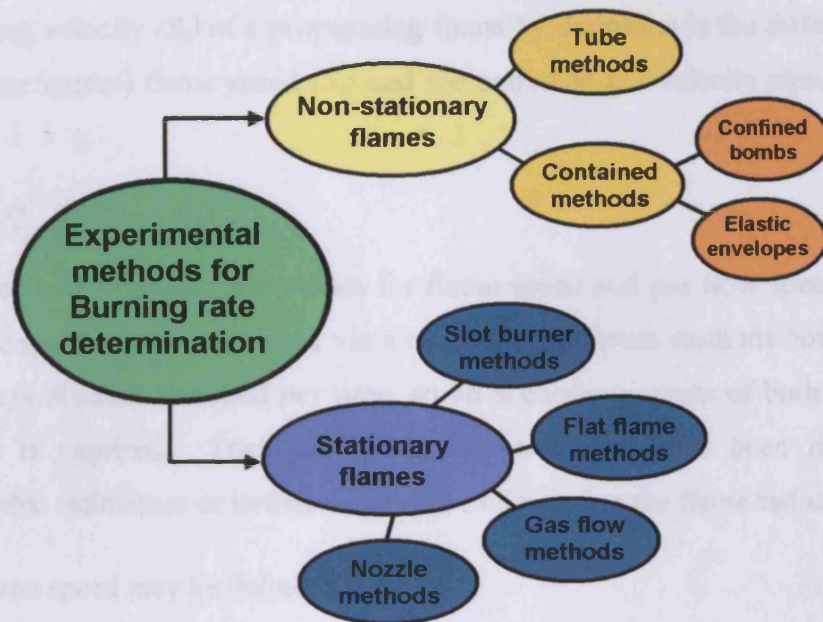 Tube
methods
Non-stationary
flames
Confined
bombs
Contained
methods
Elastic
envelopes
Experimental
methods for
Burning rate
determination
Slot burner
methods
Stationary
flames
Flat flame
methods
Gas flow
methods
Nozzle
methods